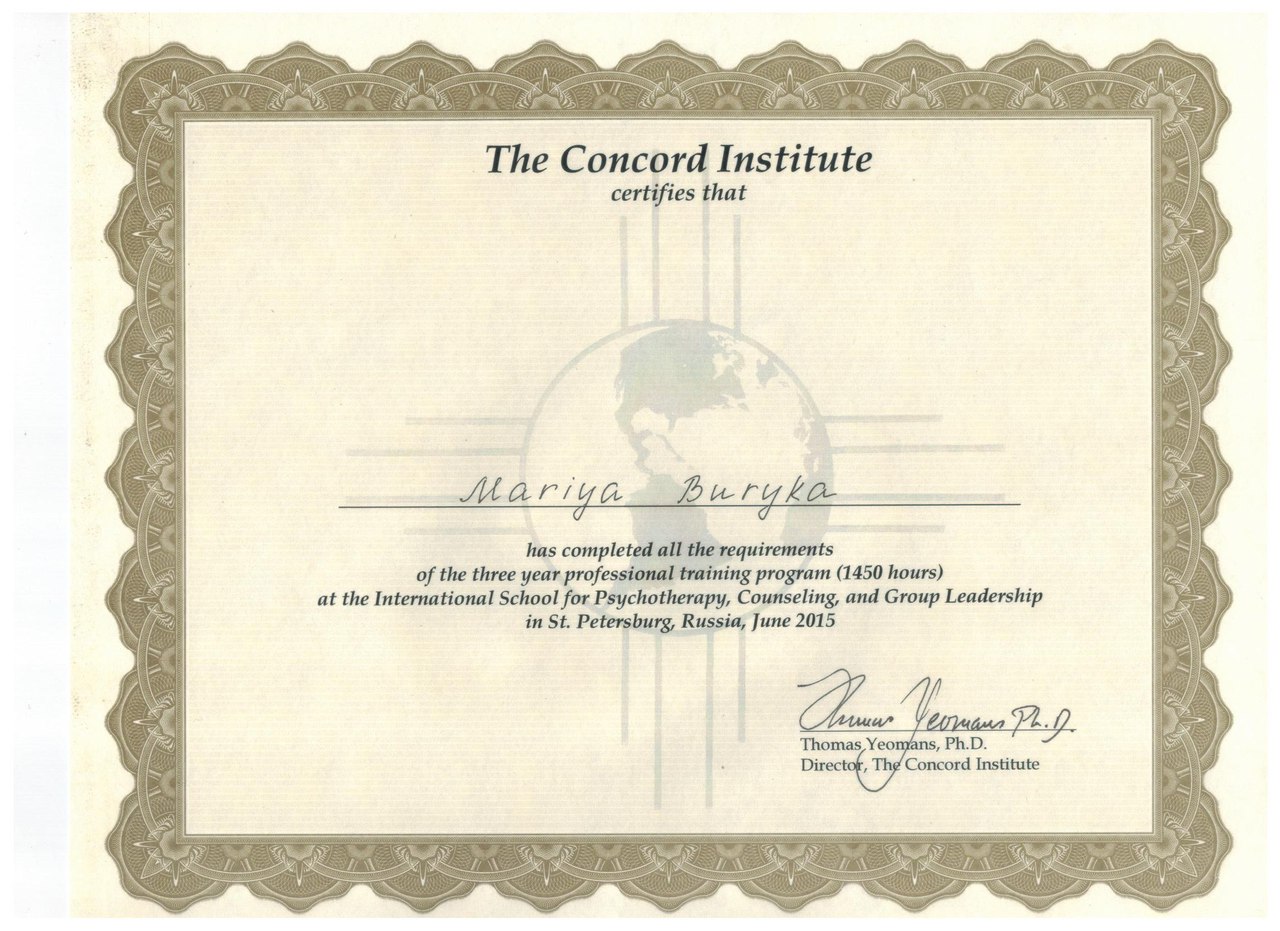 The Concord Institute
certifies that
Mariya Buryka
has completed all the requirements
of the three year professional training program (1450 hours)
at the International School for Psychotherapy, Counseling, and Group Leadership
in St. Petersburg, Russia, June 2015
Thomas Yeomans Ph.D.
Thomas Yeomans, Ph.D.
Director, The Concord Institute